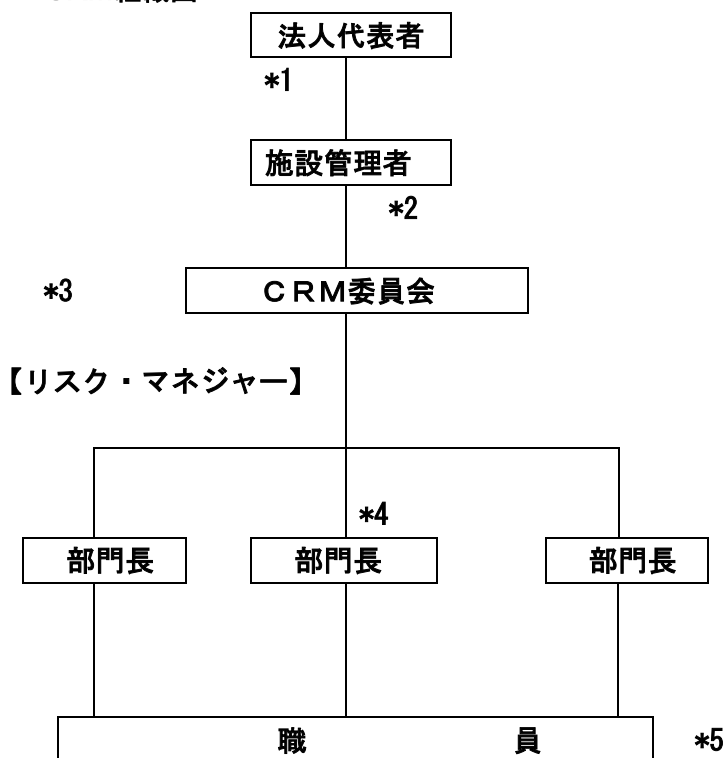 法人代表者
*1
施設管理者
*2
*3 ＣＲＭ委員会
【リスク・マネジャー】
*4
部門長 部門長 部門長
職 員 *5